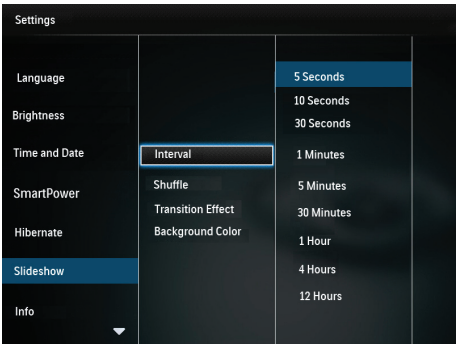 Settings
Language
Brightness
Time and Date
SmartPower
Hibernate
Slideshow
Info
Interval
Shuffle
Transition Effect
Background Color
5 Seconds
10 Seconds
30 Seconds
1 Minutes
5 Minutes
30 Minutes
1 Hour
4 Hours
12 Hours